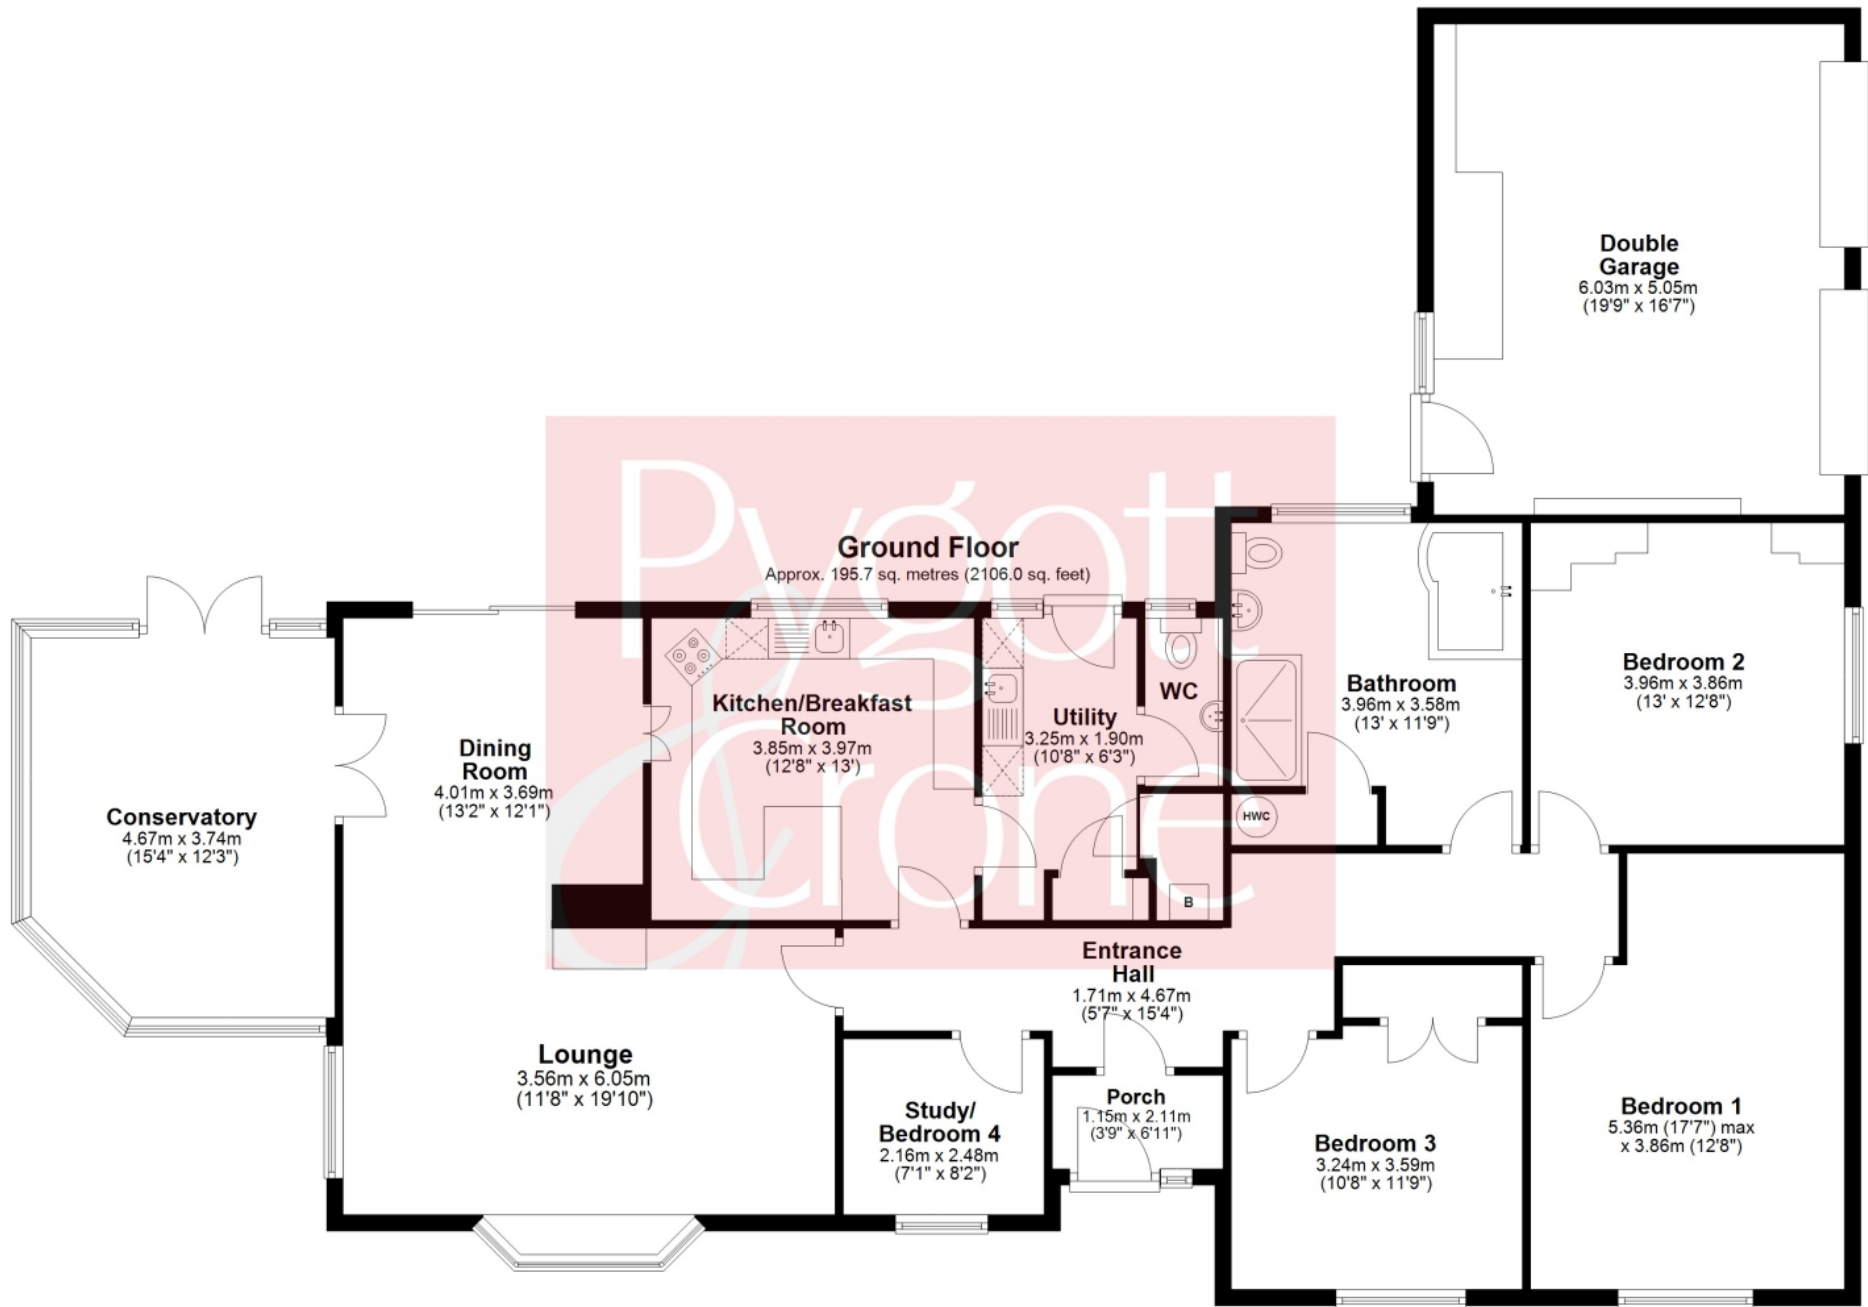 Double
Garage
6.03m x 5.05m
(19'9" x 16'7")
Ground Floor
Approx. 195.7 sq. metres (2106.0 sq. feet)
Pygott
& Crone
Conservatory
4.67m x 3.74m
(15'4" x 12'3")
Dining
Room
4.01m x 3.69m
(13'2" x 12'1")
Kitchen/Breakfast
Room
3.85m x 3.97m
(12'8" x 13')
Utility
3.25m x 1.90m
(10'8" x 6'3")
WC
Bathroom
3.96m x 3.58m
(13' x 11'9")
Bedroom 2
3.96m x 3.86m
(13' x 12'8")
HWC
B
Entrance
Hall
1.71m x 4.67m
(5'7" x 15'4")
Lounge
3.56m x 6.05m
(11'8" x 19'10")
Study/
Bedroom 4
2.16m x 2.48m
(7'1" x 8'2")
Porch
1.15m x 2.11m
(3'9" x 6'11")
Bedroom 3
3.24m x 3.59m
(10'8" x 11'9")
Bedroom 1
5.36m (17'7") max
x 3.86m (12'8")